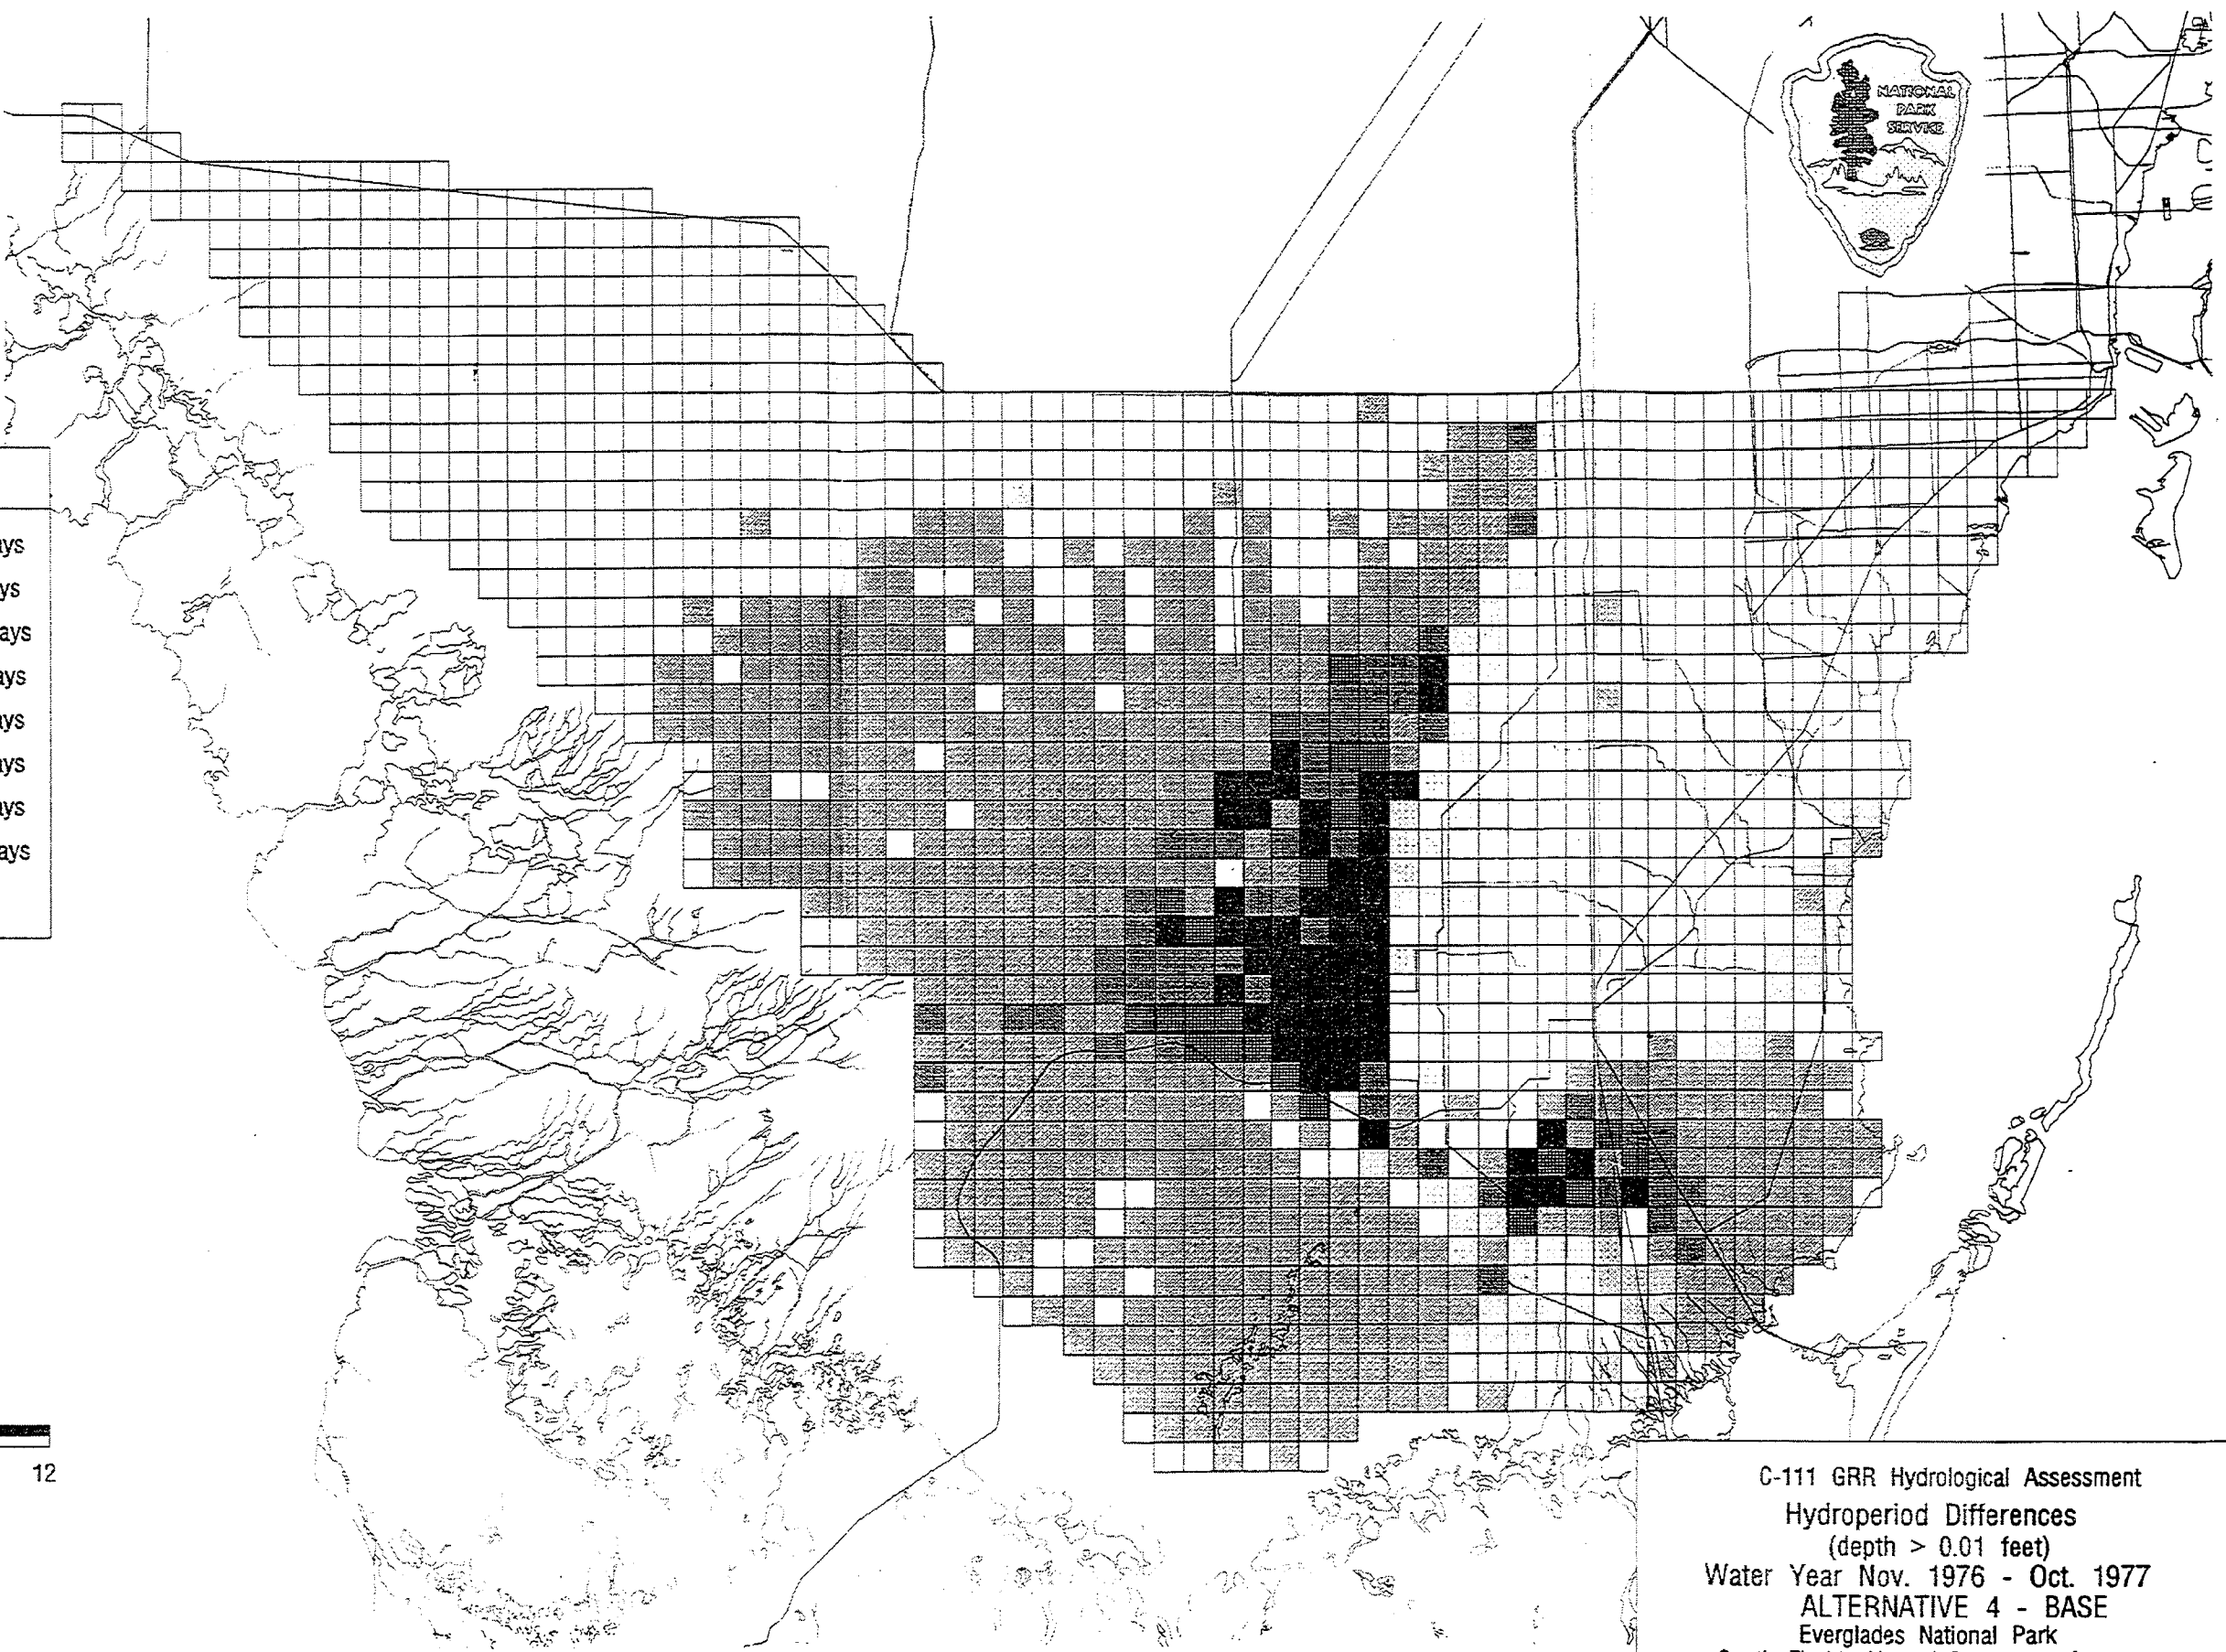 NATIONAL
PARK
SERVICE
ays
ys
ays
ays
ays
ays
ays
ays
12
C-111 GRR Hydrological Assessment
Hydroperiod Differences
(depth > 0.01 feet)
Water Year Nov. 1976 - Oct. 1977
ALTERNATIVE 4 - BASE
Everglades National Park